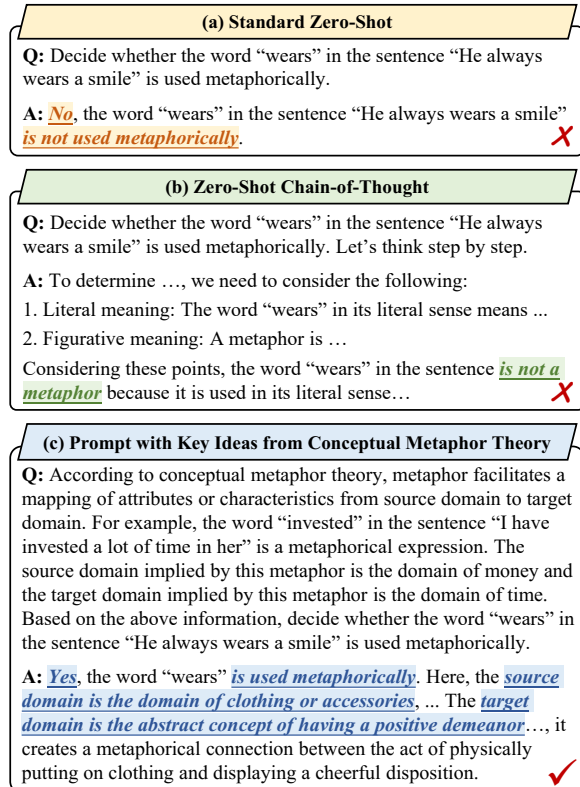 (a) Standard Zero-Shot
Q: Decide whether the word “wears” in the sentence “He always
wears a smile” is used metaphorically.
A: No, the word “wears” in the sentence “He always wears a smile”
is not used metaphorically.
(b) Zero-Shot Chain-of-Thought
Q: Decide whether the word “wears” in the sentence “He always
wears a smile” is used metaphorically. Let’s think step by step.
A: To determine …, we need to consider the following:
1. Literal meaning: The word “wears” in its literal sense means ...
2. Figurative meaning: A metaphor is …
Considering these points, the word “wears” in the sentence is not a
metaphor because it is used in its literal sense…
(c) Prompt with Key Ideas from Conceptual Metaphor Theory
Q: According to conceptual metaphor theory, metaphor facilitates a
mapping of attributes or characteristics from source domain to target
domain. For example, the word “invested” in the sentence “I have
invested a lot of time in her” is a metaphorical expression. The
source domain implied by this metaphor is the domain of money and
the target domain implied by this metaphor is the domain of time.
Based on the above information, decide whether the word “wears” in
the sentence “He always wears a smile” is used metaphorically.
A: Yes, the word “wears” is used metaphorically. Here, the source
domain is the domain of clothing or accessories, ... The target
domain is the abstract concept of having a positive demeanor…, it
creates a metaphorical connection between the act of physically
putting on clothing and displaying a cheerful disposition.